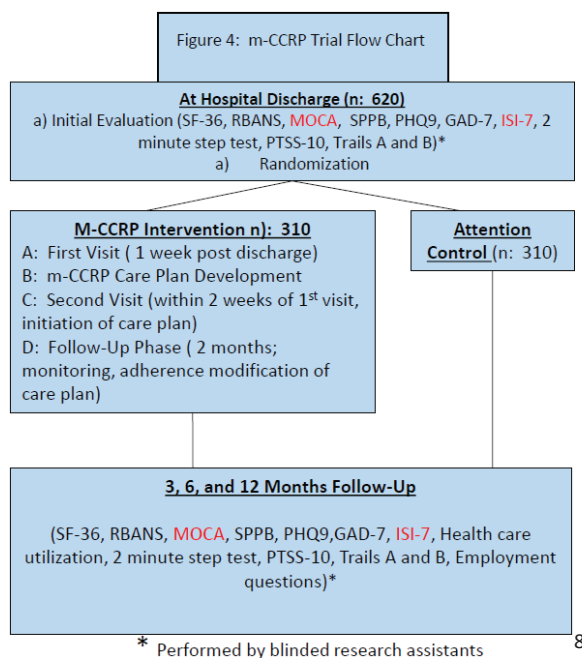 Figure 4: m-CCRP Trial Flow Chart
At Hospital Discharge (n: 620)
a) Initial Evaluation (SF-36, RBANS, MOCA, SPPB, PHQ9, GAD-7, ISI-7, 2
minute step test, PTSS-10, Trails A and B)*
a) Randomization
M-CCRP Intervention n): 310
A: First Visit ( 1 week post discharge)
B: m-CCRP Care Plan Development
C: Second Visit (within 2 weeks of 1st visit,
initiation of care plan)
D: Follow-Up Phase ( 2 months;
monitoring, adherence modification of
care plan)
Attention
Control (n: 310)
3, 6, and 12 Months Follow-Up
(SF-36, RBANS, MOCA, SPPB, PHQ9,GAD-7, ISI-7, Health care
utilization, 2 minute step test, PTSS-10, Trails A and B, Employment
questions)*
* Performed by blinded research assistants
8